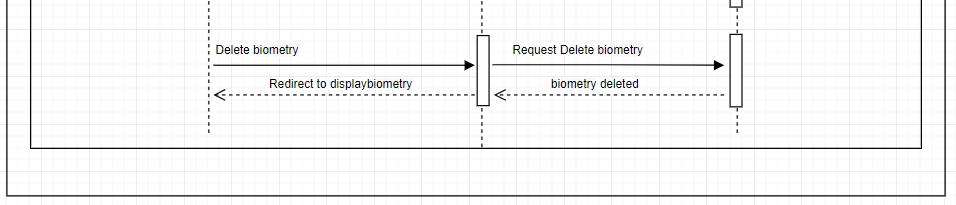 Delete biometry
Request Delete biometry
Redirect to displaybiometry
biometry deleted